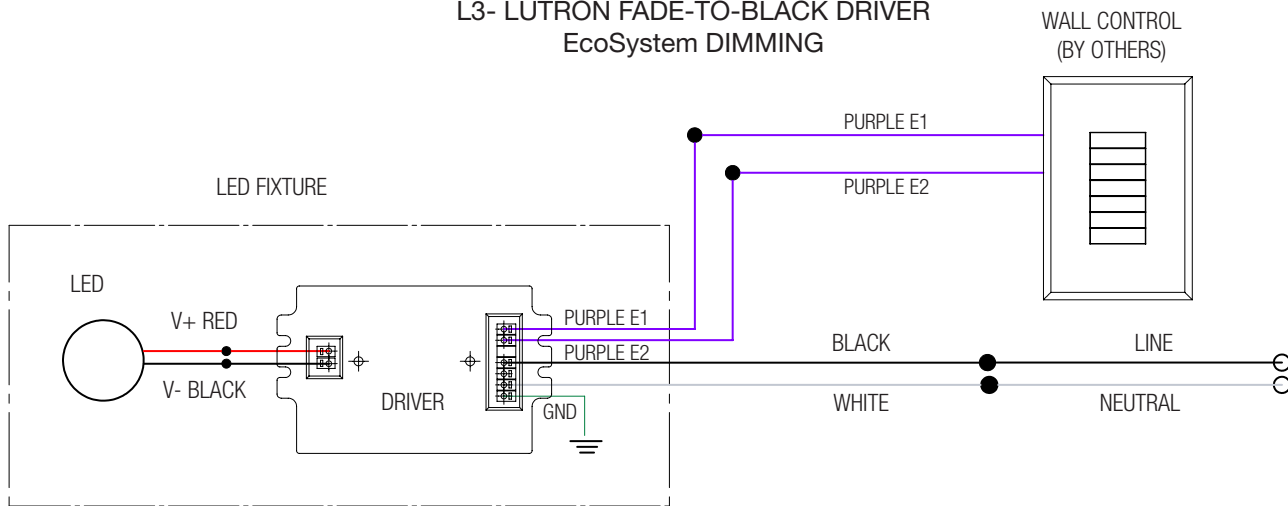 L3- LUTRON FADE-TO-BLACK DRIVER
EcoSystem DIMMING
WALL CONTROL
(BY OTHERS)
PURPLE E1
PURPLE E2
LED FIXTURE
LED
V+ RED
V- BLACK
DRIVER
PURPLE E1
PURPLE E2
GND
BLACK
LINE
WHITE
NEUTRAL